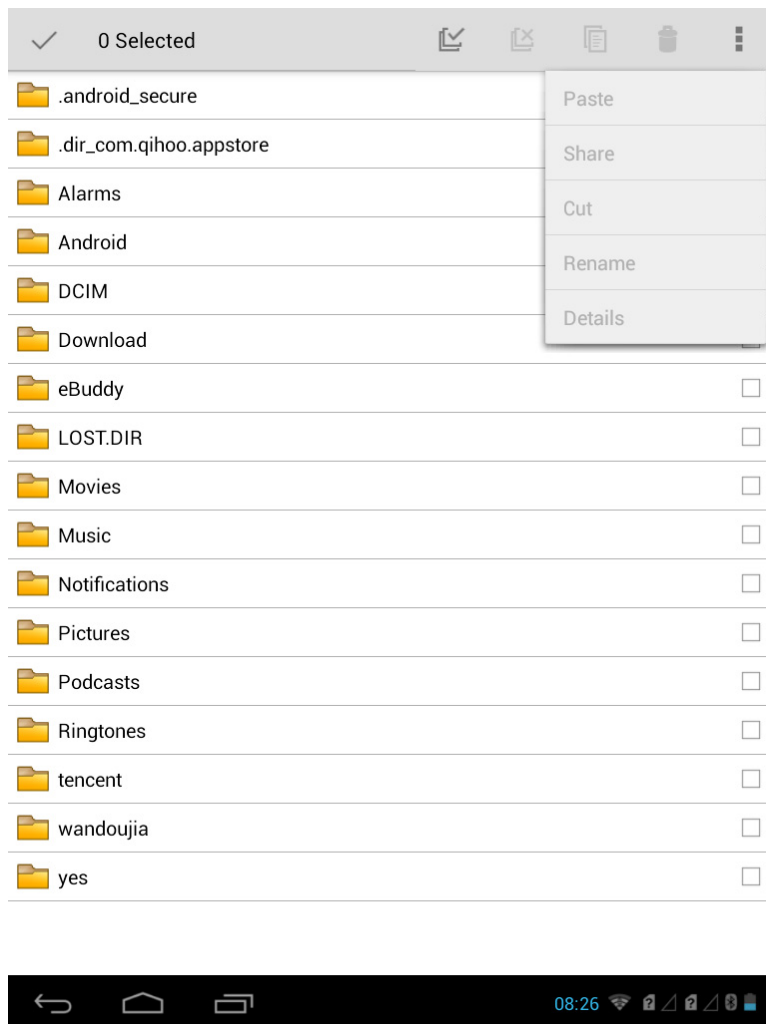 0 Selected
.android_secure
Paste
.dir_com.qihoo.appstore
Share
Alarms
Cut
Android
Rename
DCIM
Details
Download
eBuddy
LOST.DIR
Movies
Music
Notifications
Pictures
Podcasts
Ringtones
tencent
wandoujia
yes
08:26